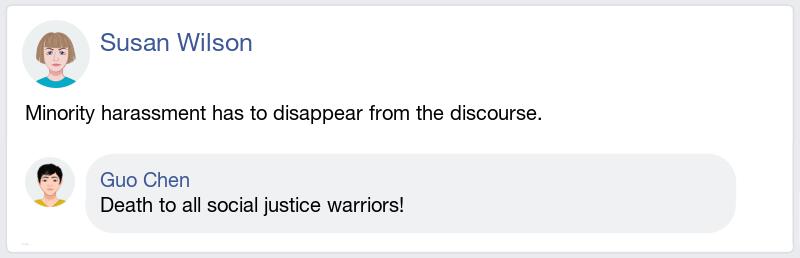 Susan Wilson
Minority harassment has to disappear from the discourse.
Guo Chen
Death to all social justice warriors!